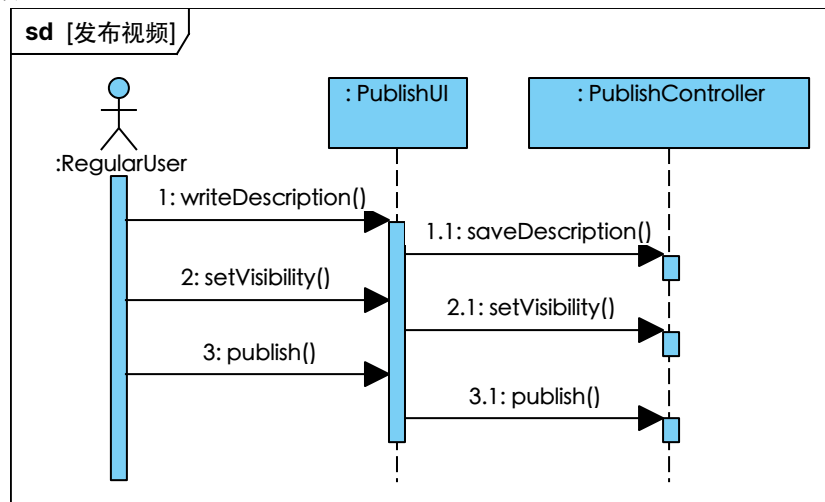 sd [发布视频]
: PublishUI
: PublishController
:RegularUser
1: writeDescription()
1.1: saveDescription()
2: setVisibility()
2.1: setVisibility()
3: publish()
3.1: publish()